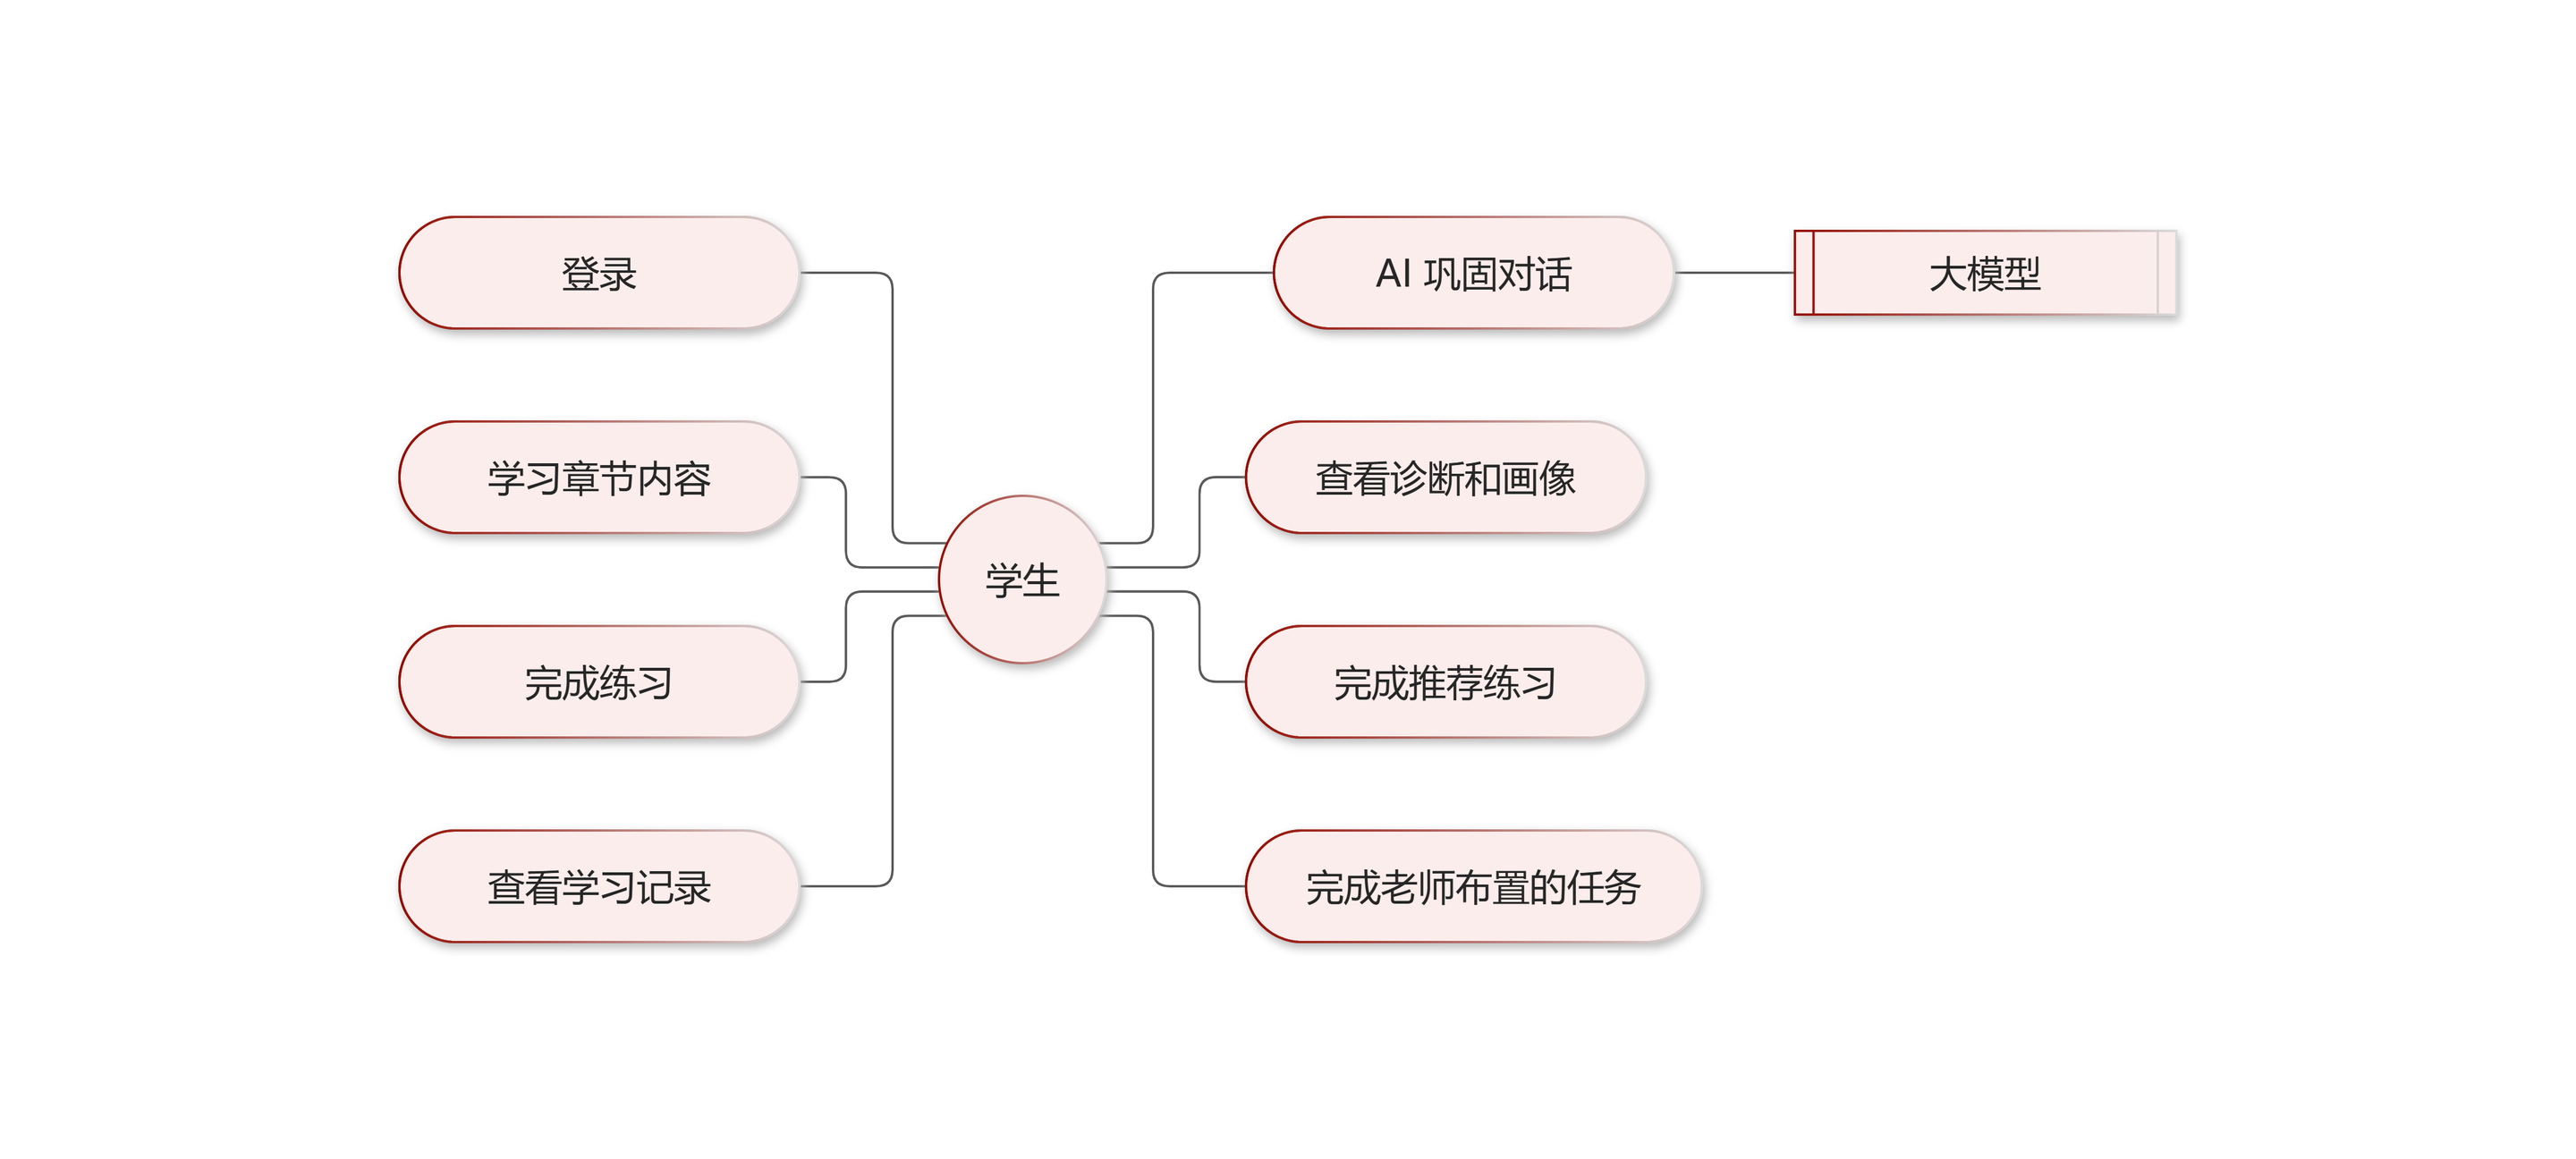 登录
AI 巩固对话
大模型
学习章节内容
查看诊断和画像
学生
完成练习
完成推荐练习
查看学习记录
完成老师布置的任务